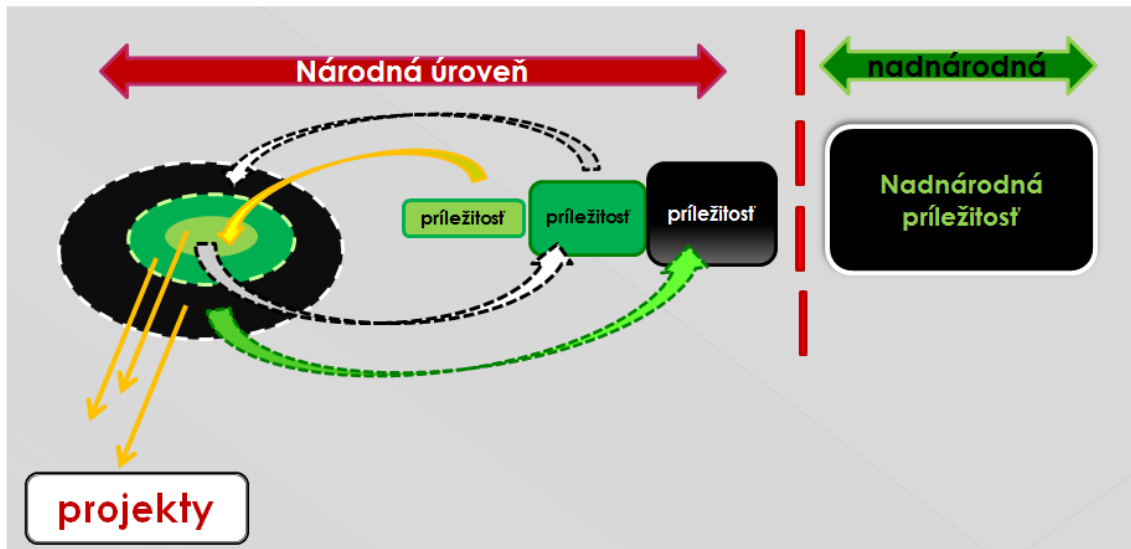 Národná úroveň
nadnárodná
príležitosť
príležitosť
príležitosť
Nadnárodná
príležitosť
projekty